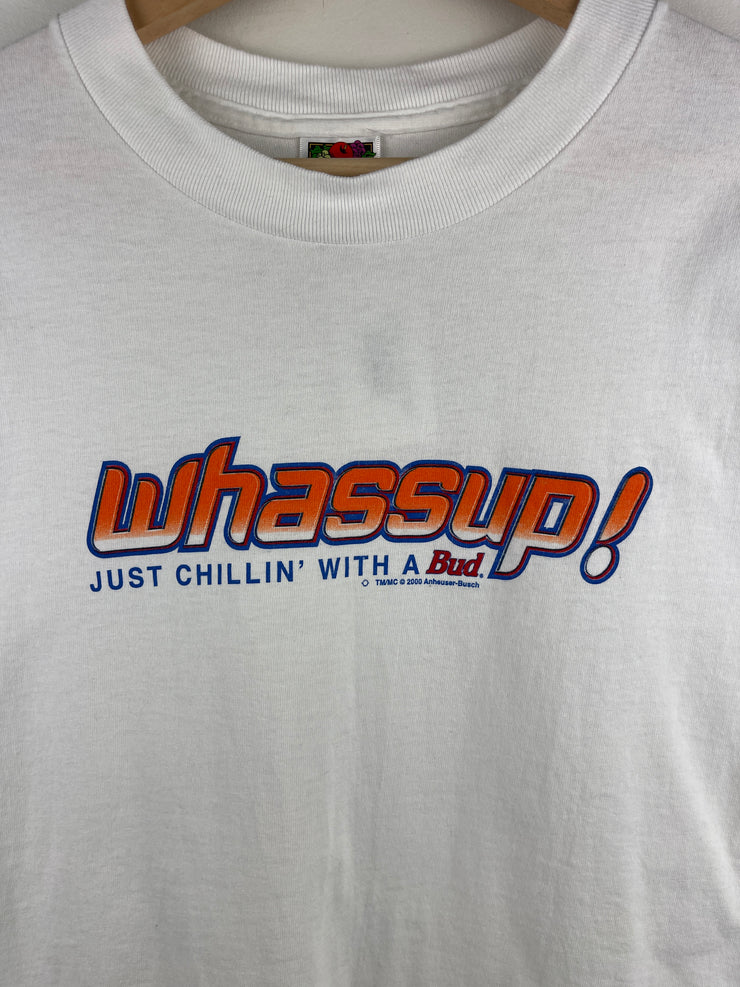 Whassup!
JUST CHILLIN' WITH A Bud.
TM/MC © 2000 Anheuser-Busch